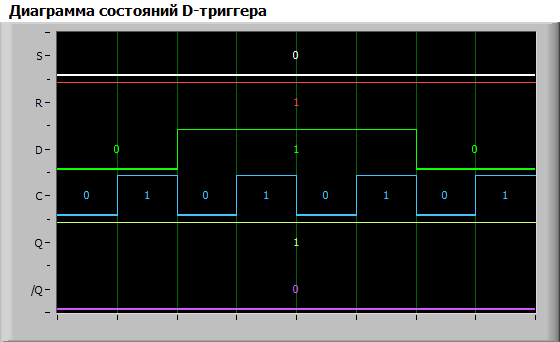 Диаграмма состояний D-триггера
S 0
R 1
D 0 1 0
C 0 1 0 1 0 1 0 1
Q 1
/Q 0